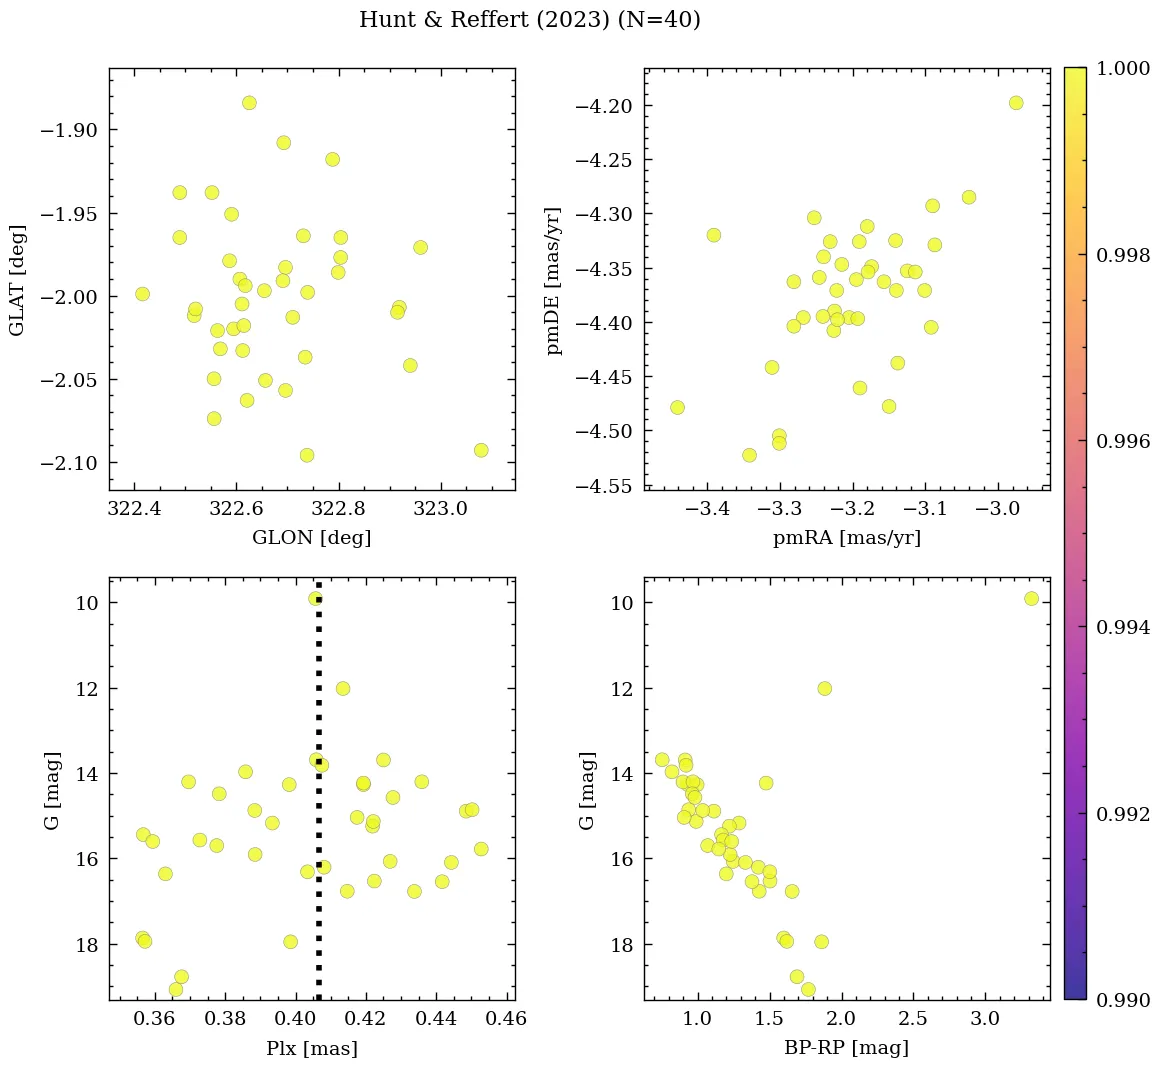 Hunt & Reffert (2023) (N=40)
−1.90
−1.95
−2.00
−2.05
−2.10
GLAT [deg]
322.4 322.6 322.8 323.0
GLON [deg]
−4.20
−4.25
−4.30
−4.35
−4.40
−4.45
−4.50
−4.55
pmDE [mas/yr]
−3.4 −3.3 −3.2 −3.1 −3.0
pmRA [mas/yr]
10
12
14
16
18
G [mag]
0.36 0.38 0.40 0.42 0.44 0.46
Plx [mas]
10
12
14
16
18
G [mag]
1.0 1.5 2.0 2.5 3.0
BP-RP [mag]
1.000
0.998
0.996
0.994
0.992
0.990